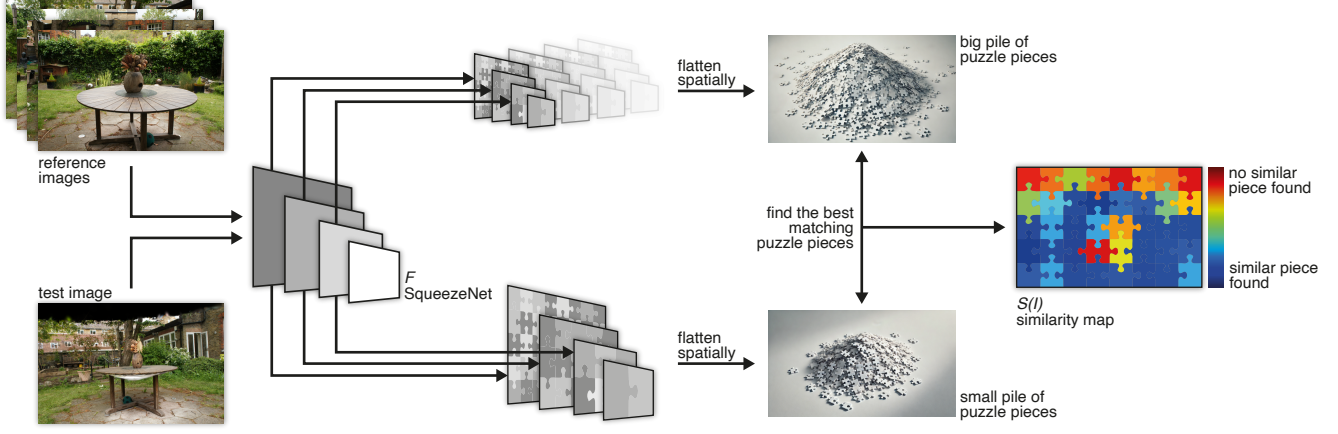 reference
images
test image
F
SqueezeNet
flatten
spatially
flatten
spatially
big pile of
puzzle pieces
find the best
matching
puzzle pieces
small pile of
puzzle pieces
no similar
piece found
similar piece
found
S(I)
similarity map